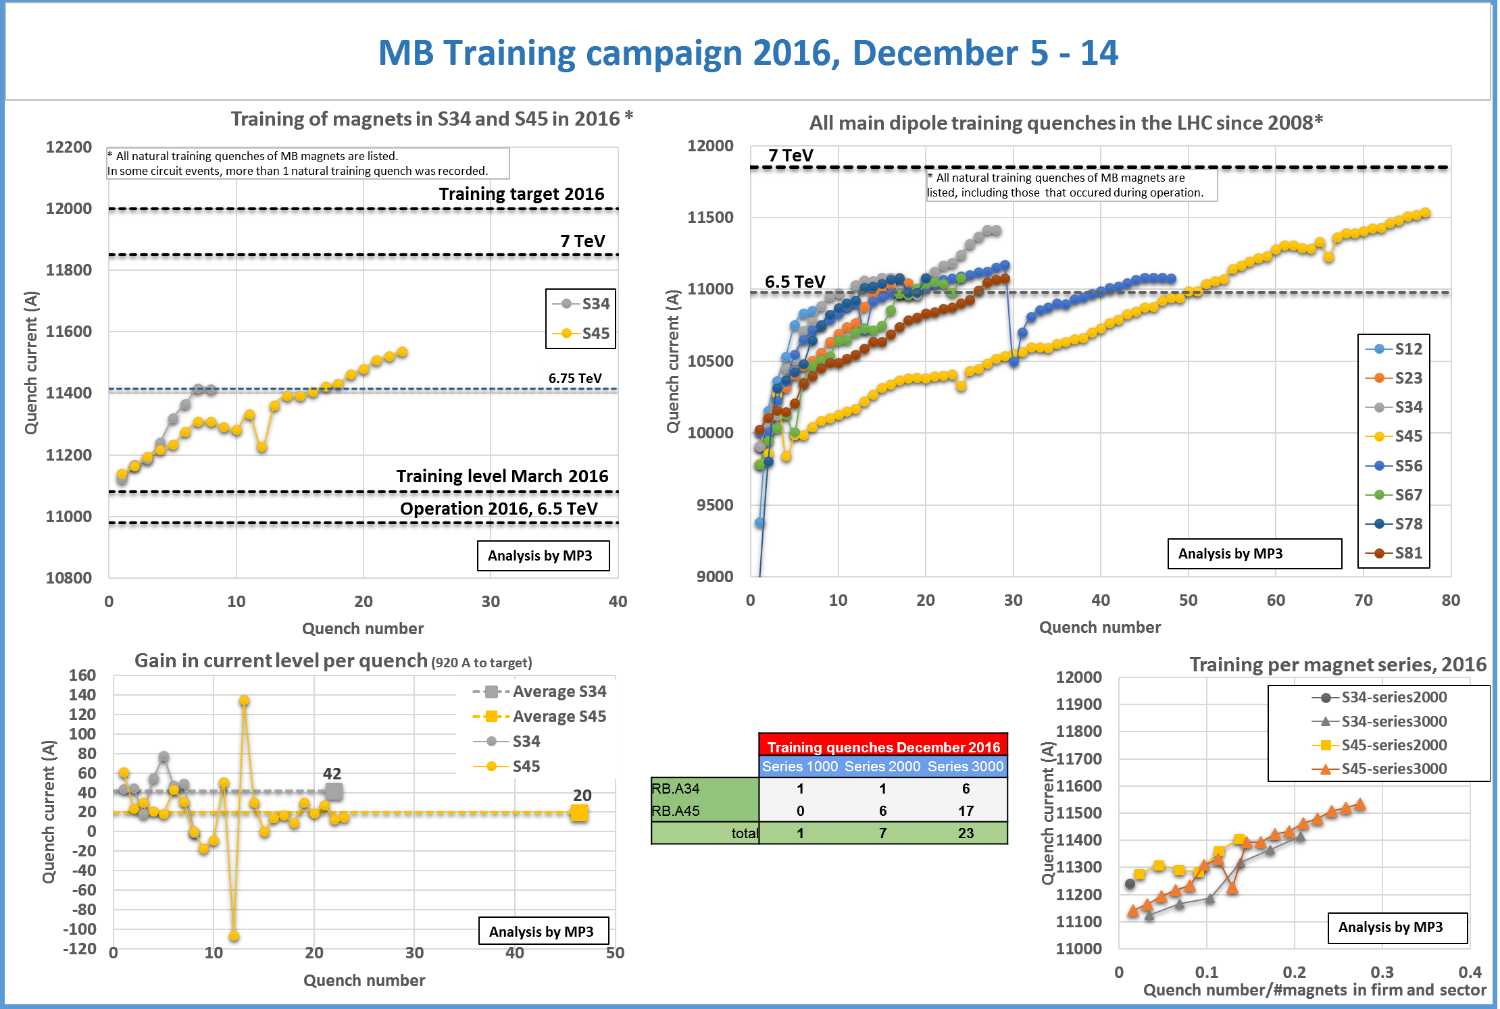 MB Training campaign 2016, December 5 - 14
Training of magnets in S34 and S45 in 2016 *
12200
12000
11800
11600
11400
11200
11000
10800
0
10
20
30
40
Quench current (A)
Quench number
* All natural training quenches of MB magnets are listed.
In some circuit events, more than 1 natural training quench was recorded.
Training target 2016
7 TeV
S34
S45
6.75 TeV
Training level March 2016
Operation 2016, 6.5 TeV
Analysis by MP3
All main dipole training quenches in the LHC since 2008*
12000
11500
11000
10500
10000
9500
9000
0
10
20
30
40
50
60
70
80
Quench current (A)
Quench number
7 TeV
* All natural training quenches of MB magnets are
listed, including those that occured during operation.
6.5 TeV
S12
S23
S34
S45
S56
S67
S78
S81
Analysis by MP3
Gain in current level per quench (920 A to target)
160
140
120
100
80
60
40
20
0
-20
-40
-60
-80
-100
-120
0
10
20
30
40
50
Quench current (A)
Quench number
Average S34
Average S45
S34
S45
42
20
Analysis by MP3
Training quenches December 2016
Series 1000 Series 2000 Series 3000
RB.A34 1 1 6
RB.A45 0 6 17
total 1 7 23
Training per magnet series, 2016
12000
11900
11800
11700
11600
11500
11400
11300
11200
11100
11000
0
0.1
0.2
0.3
0.4
Quench current (A)
Quench number/#magnets in firm and sector
S34-series2000
S34-series3000
S45-series2000
S45-series3000
Analysis by MP3